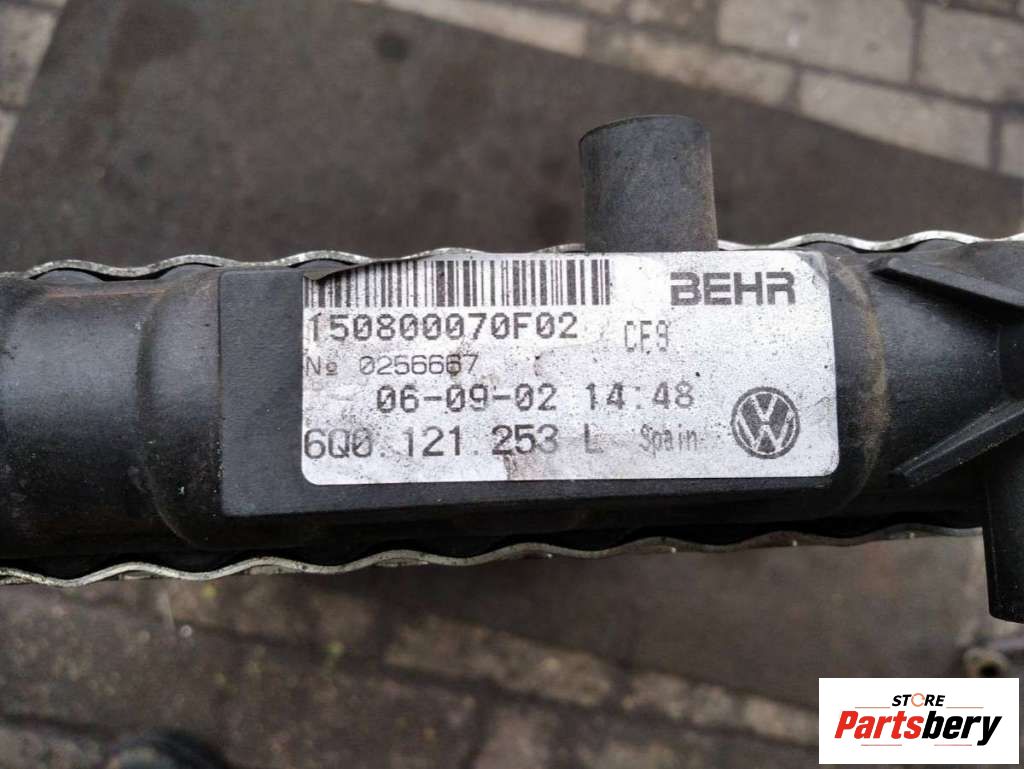 BEHR
150800070F02 CE9
№ 0256667
06-09-02 14:48
6Q0.121.253 L Spain
STORE
Partsbery